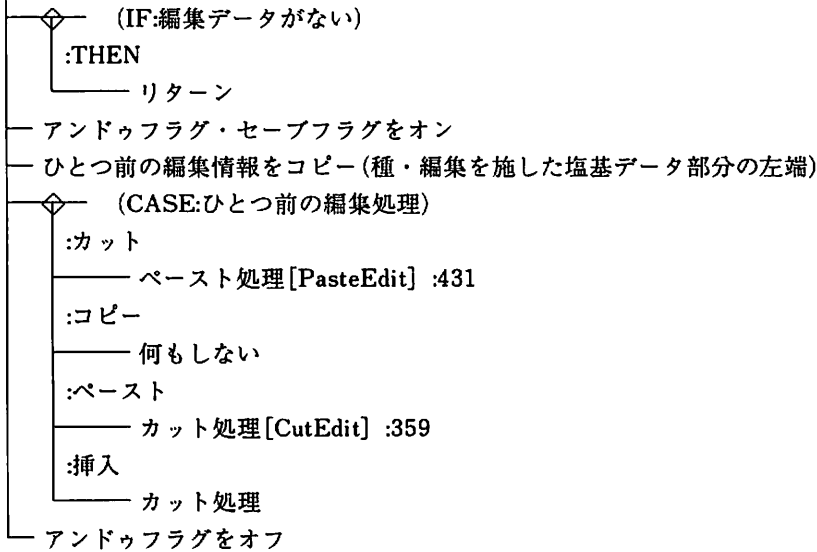 (IF:編集データがない)
:THEN
リターン
アンドゥフラグ・セーブフラグをオン
ひとつ前の編集情報をコピー(種・編集を施した塩基データ部分の左端)
(CASE:ひとつ前の編集処理)
:カット
ペースト処理[PasteEdit] :431
:コピー
何もしない
:ペースト
カット処理[CutEdit] :359
:挿入
カット処理
アンドゥフラグをオフ